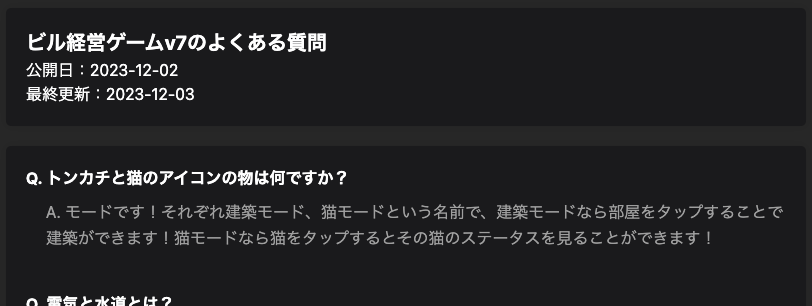 ビル経営ゲームv7のよくある質問
公開日：2023-12-02
最終更新：2023-12-03
Q. トンカチと猫のアイコンの物は何ですか？
A. モードです！それぞれ建築モード、猫モードという名前で、建築モードなら部屋をタップすることで
建築ができます！猫モードなら猫をタップするとその猫のステータスを見ることができます！
Q. 電気と水道とは？